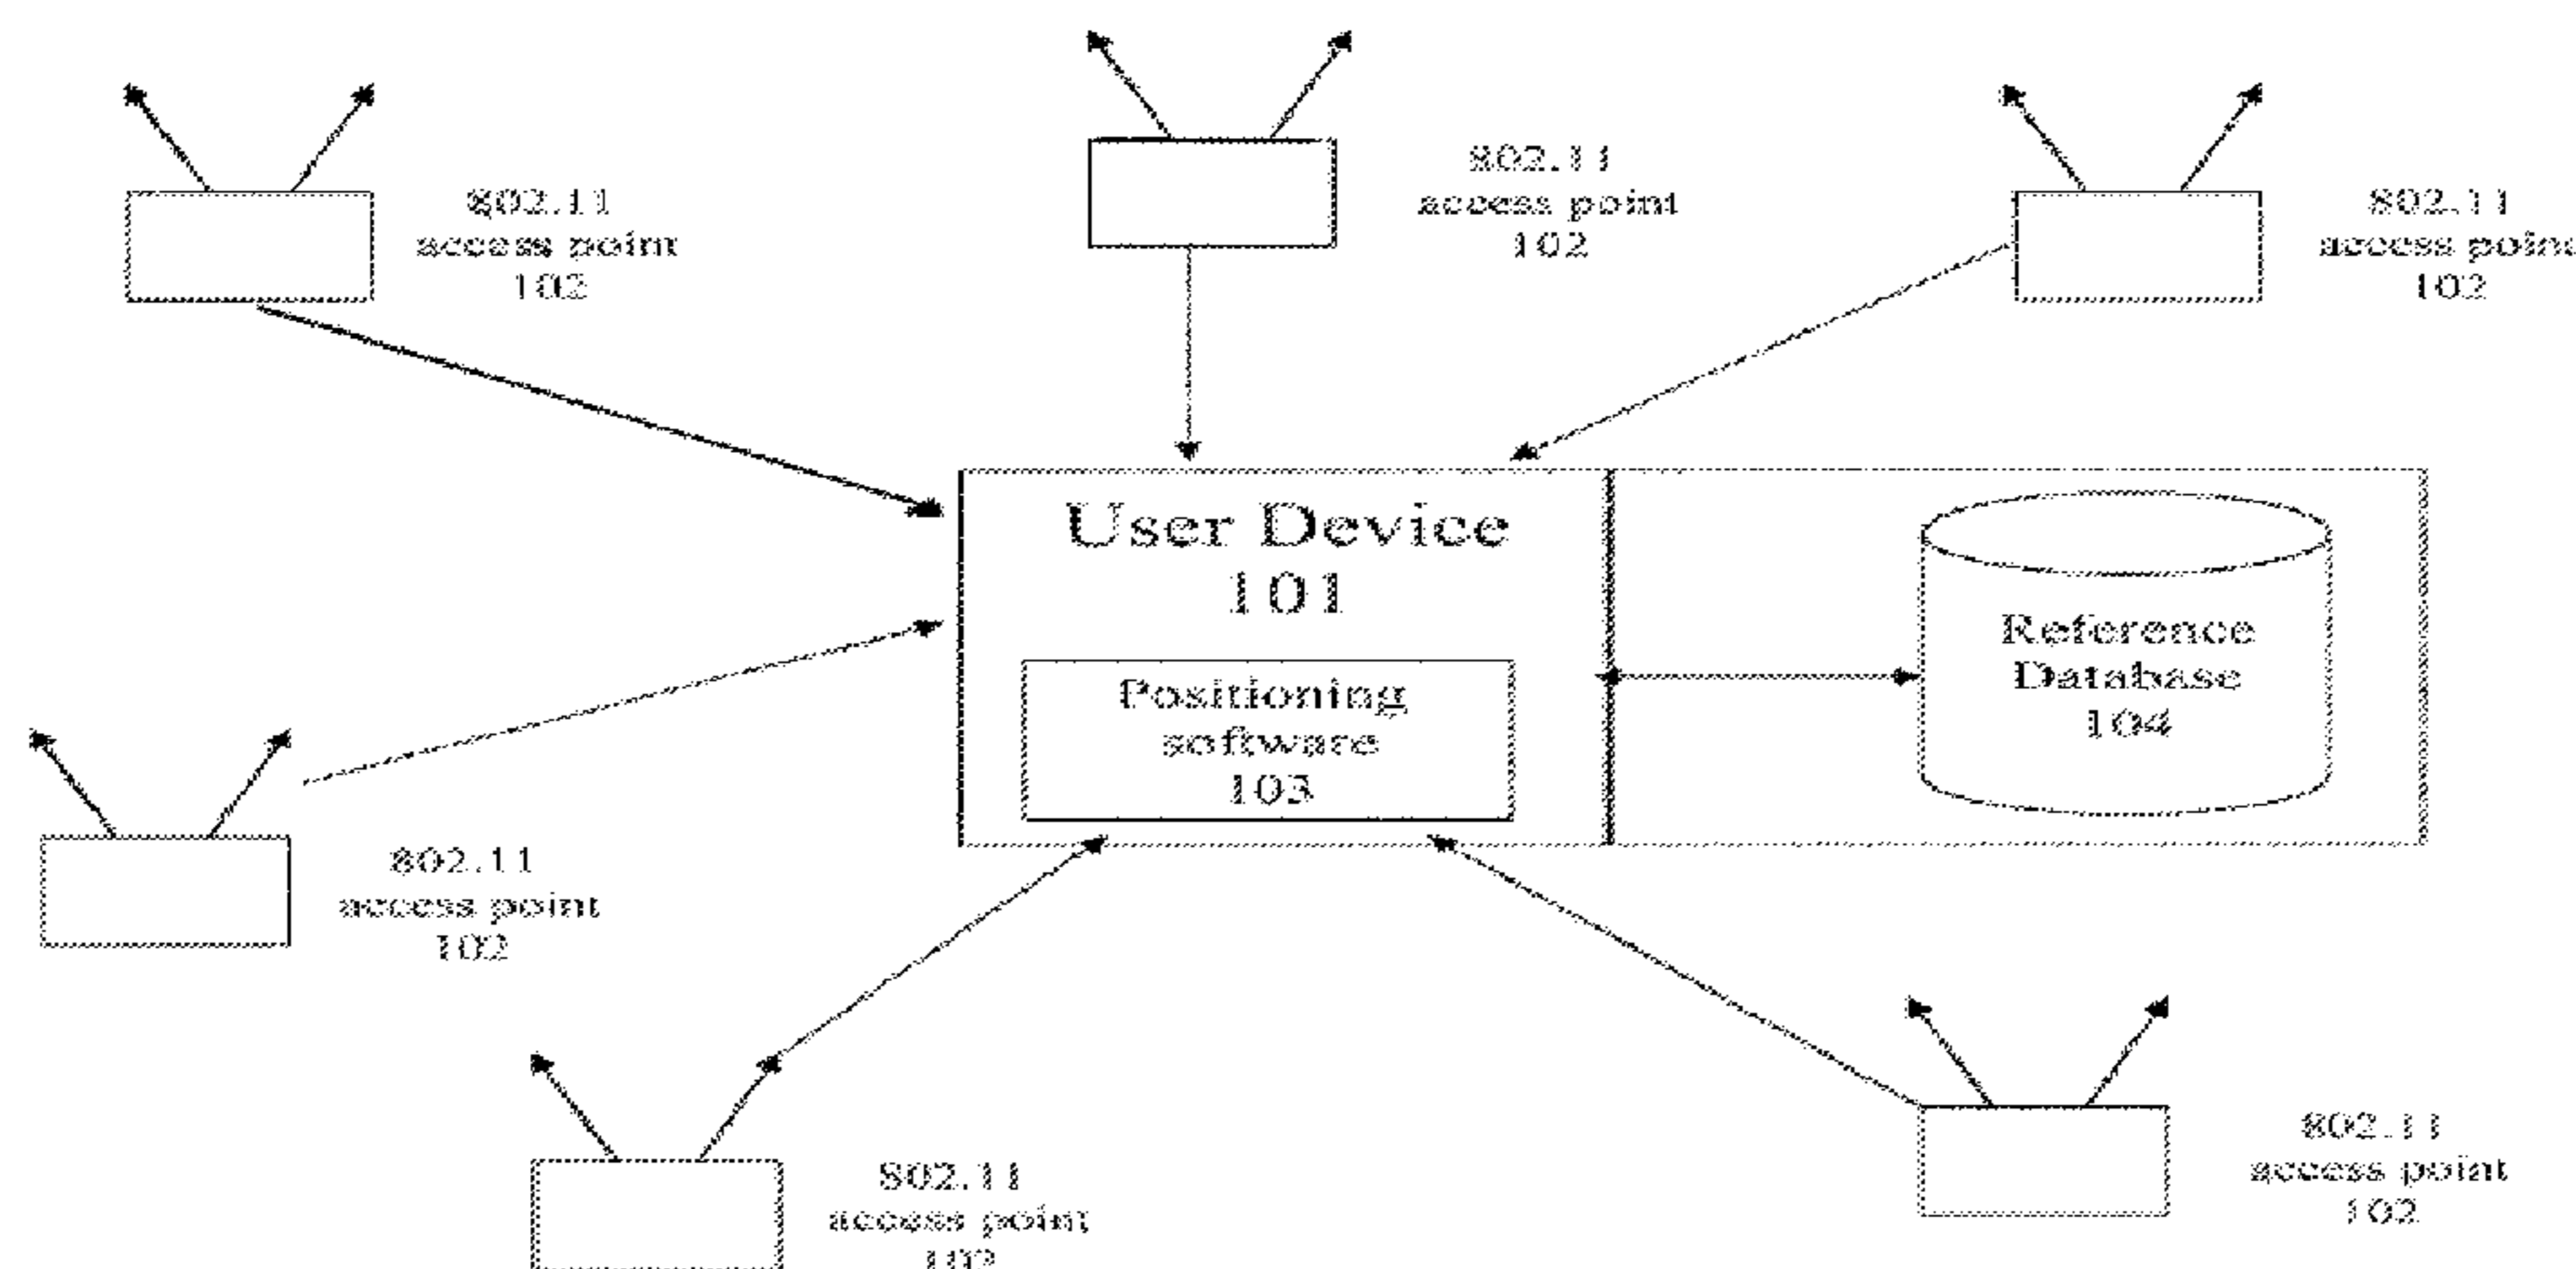 802.11
access point
102
802.11
access point
102
802.11
access point
102
User Device
101
Positioning
software
103
Reference
Database
104
802.11
access point
102
802.11
access point
102
802.11
access point
102